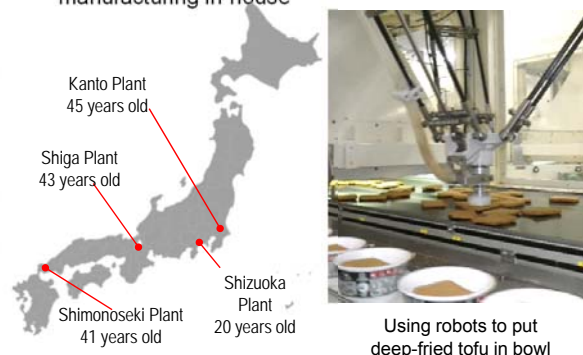 manufacturing in-house
Kanto Plant
45 years old
Shiga Plant
43 years old
Shizuoka
Plant
20 years old
Shimonoseki Plant
41 years old
Using robots to put
deep-fried tofu in bowl